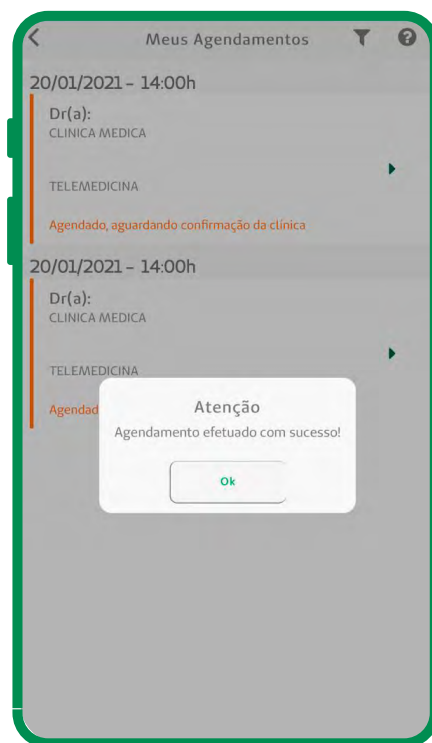 Meus Agendamentos
20/01/2021 - 14:00h
Dr(a):
CLINICA MEDICA
TELEMEDICINA
Agendado, aguardando confirmação da clínica
20/01/2021 - 14:00h
Dr(a):
CLINICA MEDICA
TELEMEDICINA
Agendad
Atenção
Agendamento efetuado com sucesso!
Ok